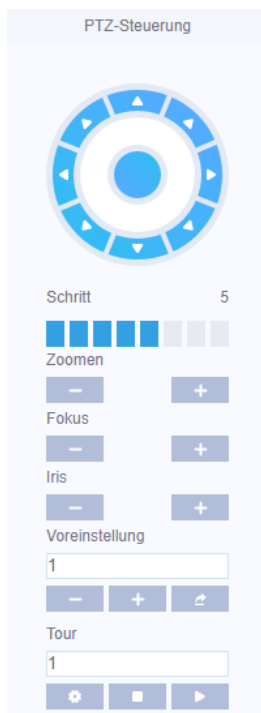 PTZ-Steuerung
Schritt 5
Zoomen
Fokus
Iris
Voreinstellung
1
Tour
1